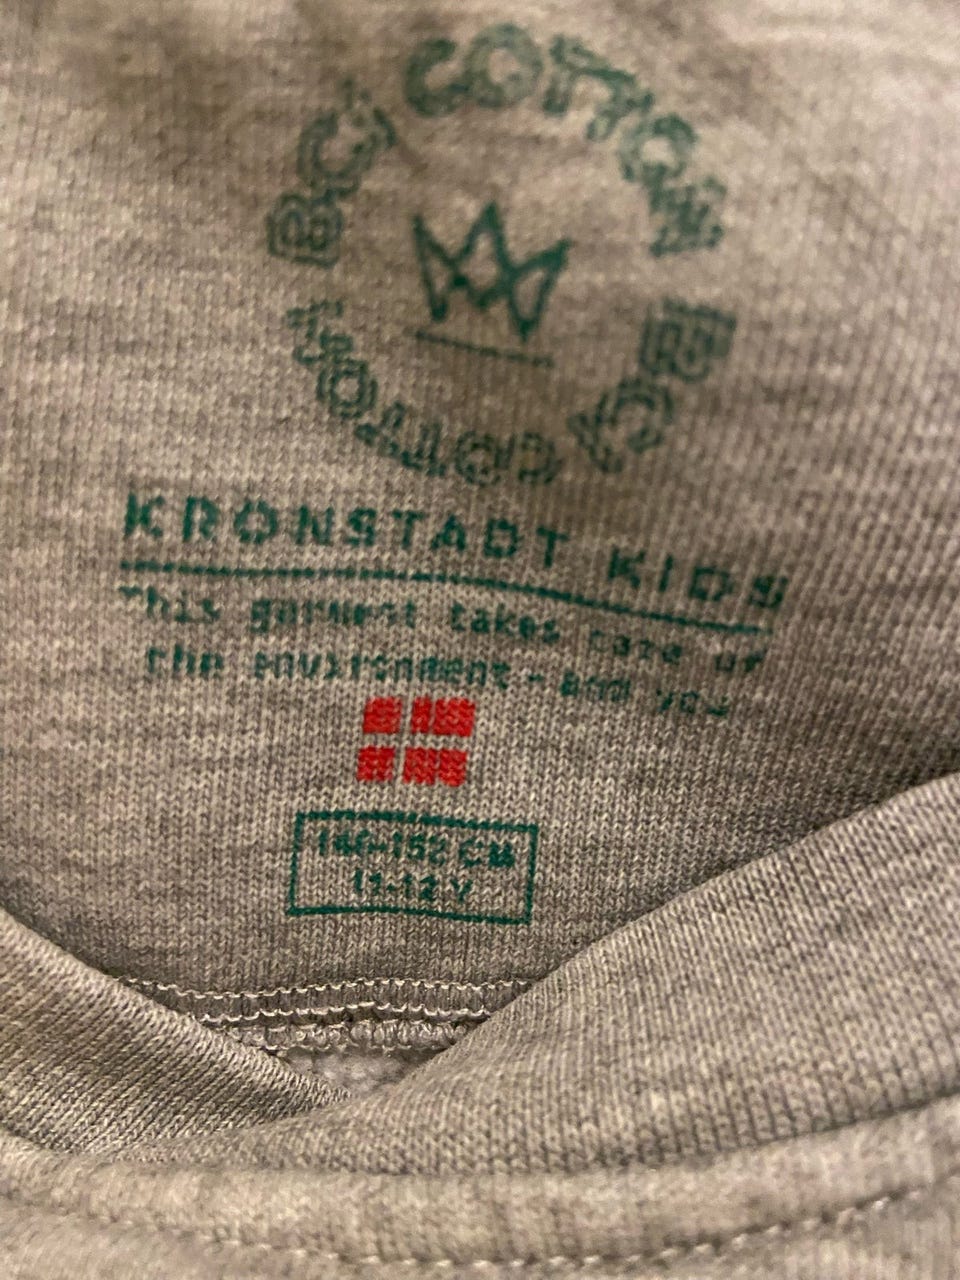 BCI COTTON
BCI COTTON
KRONSTADT KIDS
This garment takes care of
the environment - and you
146-152 CM
11-12 Y